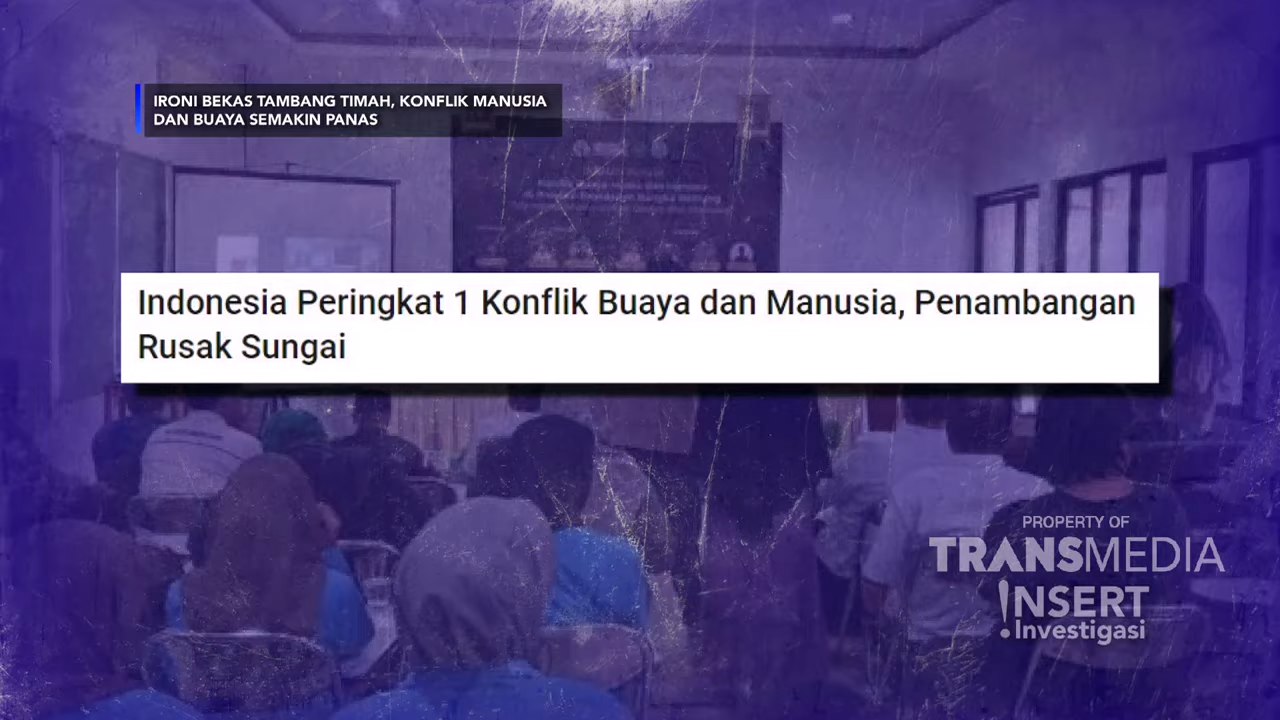 IRONI BEKAS TAMBANG TIMAH, KONFLIK MANUSIA
DAN BUAYA SEMAKIN PANAS
Indonesia Peringkat 1 Konflik Buaya dan Manusia, Penambangan
Rusak Sungai
PROPERTY OF
TRANSMEDIA
!NSERT
Investigasi